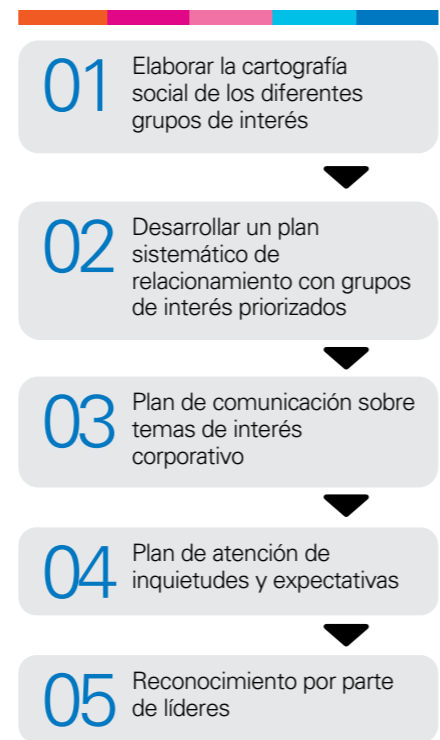 01
Elaborar la cartografía
social de los diferentes
grupos de interés
02
Desarrollar un plan
sistemático de
relacionamiento con grupos
de interés priorizados
03
Plan de comunicación sobre
temas de interés
corporativo
04
Plan de atención de
inquietudes y expectativas
05
Reconocimiento por parte
de líderes